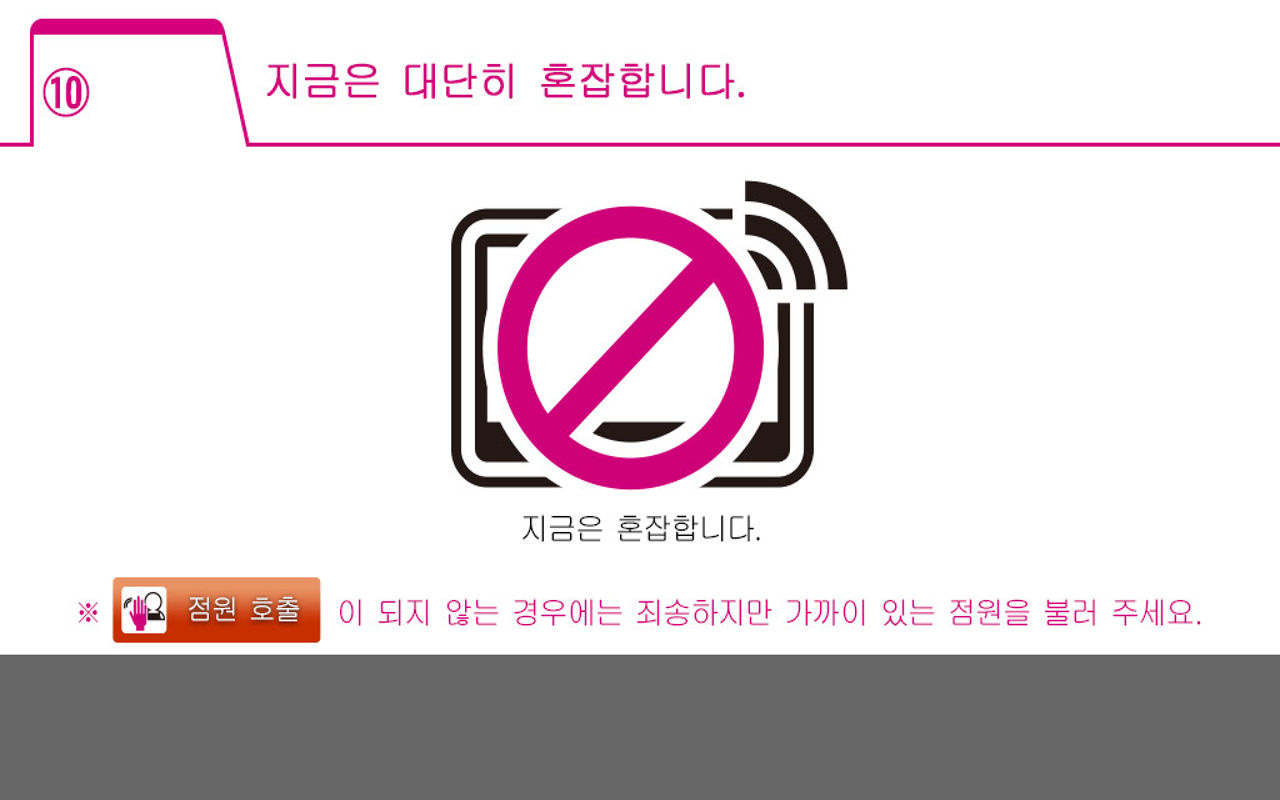 ⑩
지금은 대단히 혼잡합니다.
지금은 혼잡합니다.
※ 점원 호출 이 되지 않는 경우에는 죄송하지만 가까이 있는 점원을 불러 주세요.